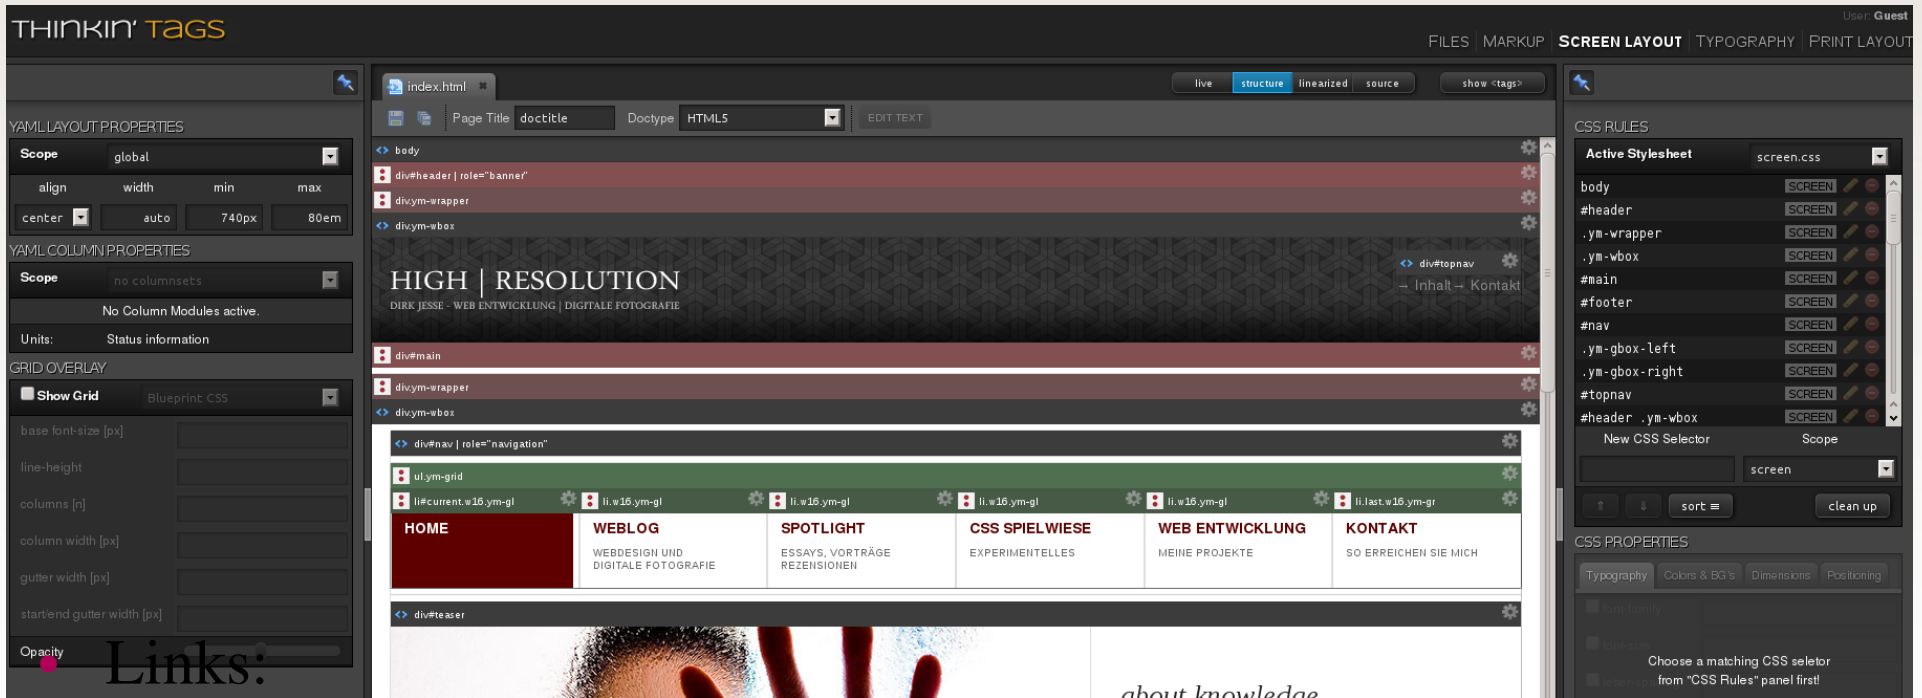 THINKIN' TAGS
User: Guest
FILES MARKUP SCREEN LAYOUT TYPOGRAPHY PRINT LAYOUT
YAML LAYOUT PROPERTIES
Scope global
align width min max
center auto 740px 80em
YAML COLUMN PROPERTIES
Scope no columnsets
No Column Modules active.
Units: Status information
GRID OVERLAY
Show Grid Blueprint CSS
base font-size [px]
line-height
columns [n]
column width [px]
gutter width [px]
start/end gutter width [px]
Opacity
Links:
index.html
live structure linearized source show <tags>
Page Title doctitle Doctype HTML5 EDIT TEXT
<> body
div#header | role="banner"
div.ym-wrapper
<> div.ym-wbox
HIGH | RESOLUTION
DIRK JESSE - WEB ENTWICKLUNG | DIGITALE FOTOGRAFIE
<> div#topnav
→ Inhalt → Kontakt
div#main
div.ym-wrapper
<> div.ym-wbox
<> div#nav | role="navigation"
ul.ym-grid
li#current.w16.ym-gl li.w16.ym-gl li.w16.ym-gl li.w16.ym-gl li.w16.ym-gl li.last.w16.ym-gr
HOME WEBLOG SPOTLIGHT CSS SPIELWIESE WEB ENTWICKLUNG KONTAKT
WEBDESIGN UND ESSAYS, VORTRÄGE EXPERIMENTELLES MEINE PROJEKTE SO ERREICHEN SIE MICH
DIGITALE FOTOGRAFIE REZENSIONEN
<> div#teaser
about knowledge
CSS RULES
Active Stylesheet screen.css
body SCREEN
#header SCREEN
.ym-wrapper SCREEN
.ym-wbox SCREEN
#main SCREEN
#footer SCREEN
#nav SCREEN
.ym-gbox-left SCREEN
.ym-gbox-right SCREEN
#topnav SCREEN
#header .ym-wbox SCREEN
New CSS Selector Scope
screen
sort clean up
CSS PROPERTIES
Typography Colors & BG's Dimensions Positioning
font-family
font-size
Choose a matching CSS seletor
from "CSS Rules" panel first!